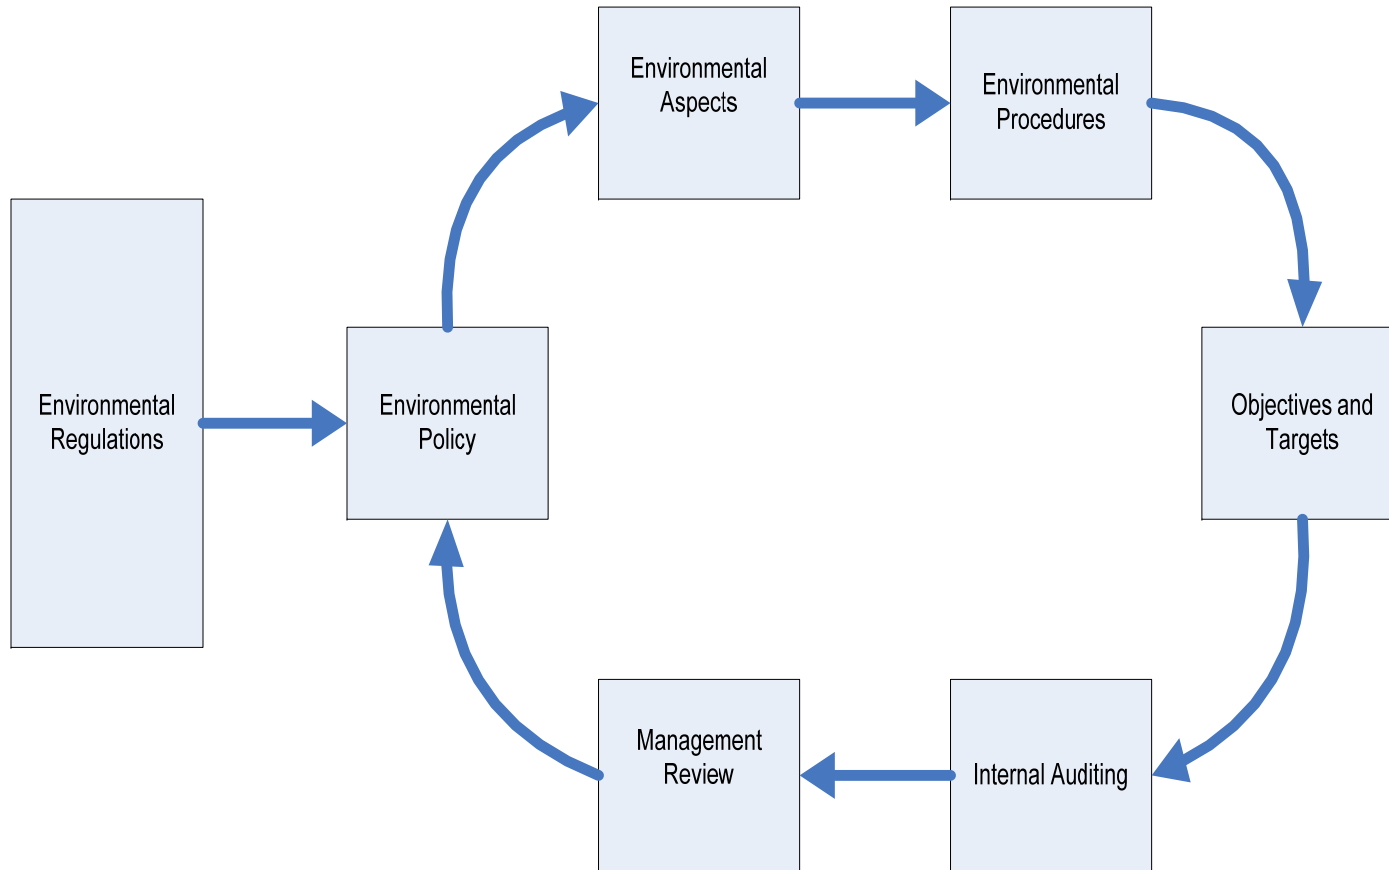 Environmental
Aspects
Environmental
Procedures
Environmental
Regulations
Environmental
Policy
Objectives and
Targets
Management
Review
Internal Auditing